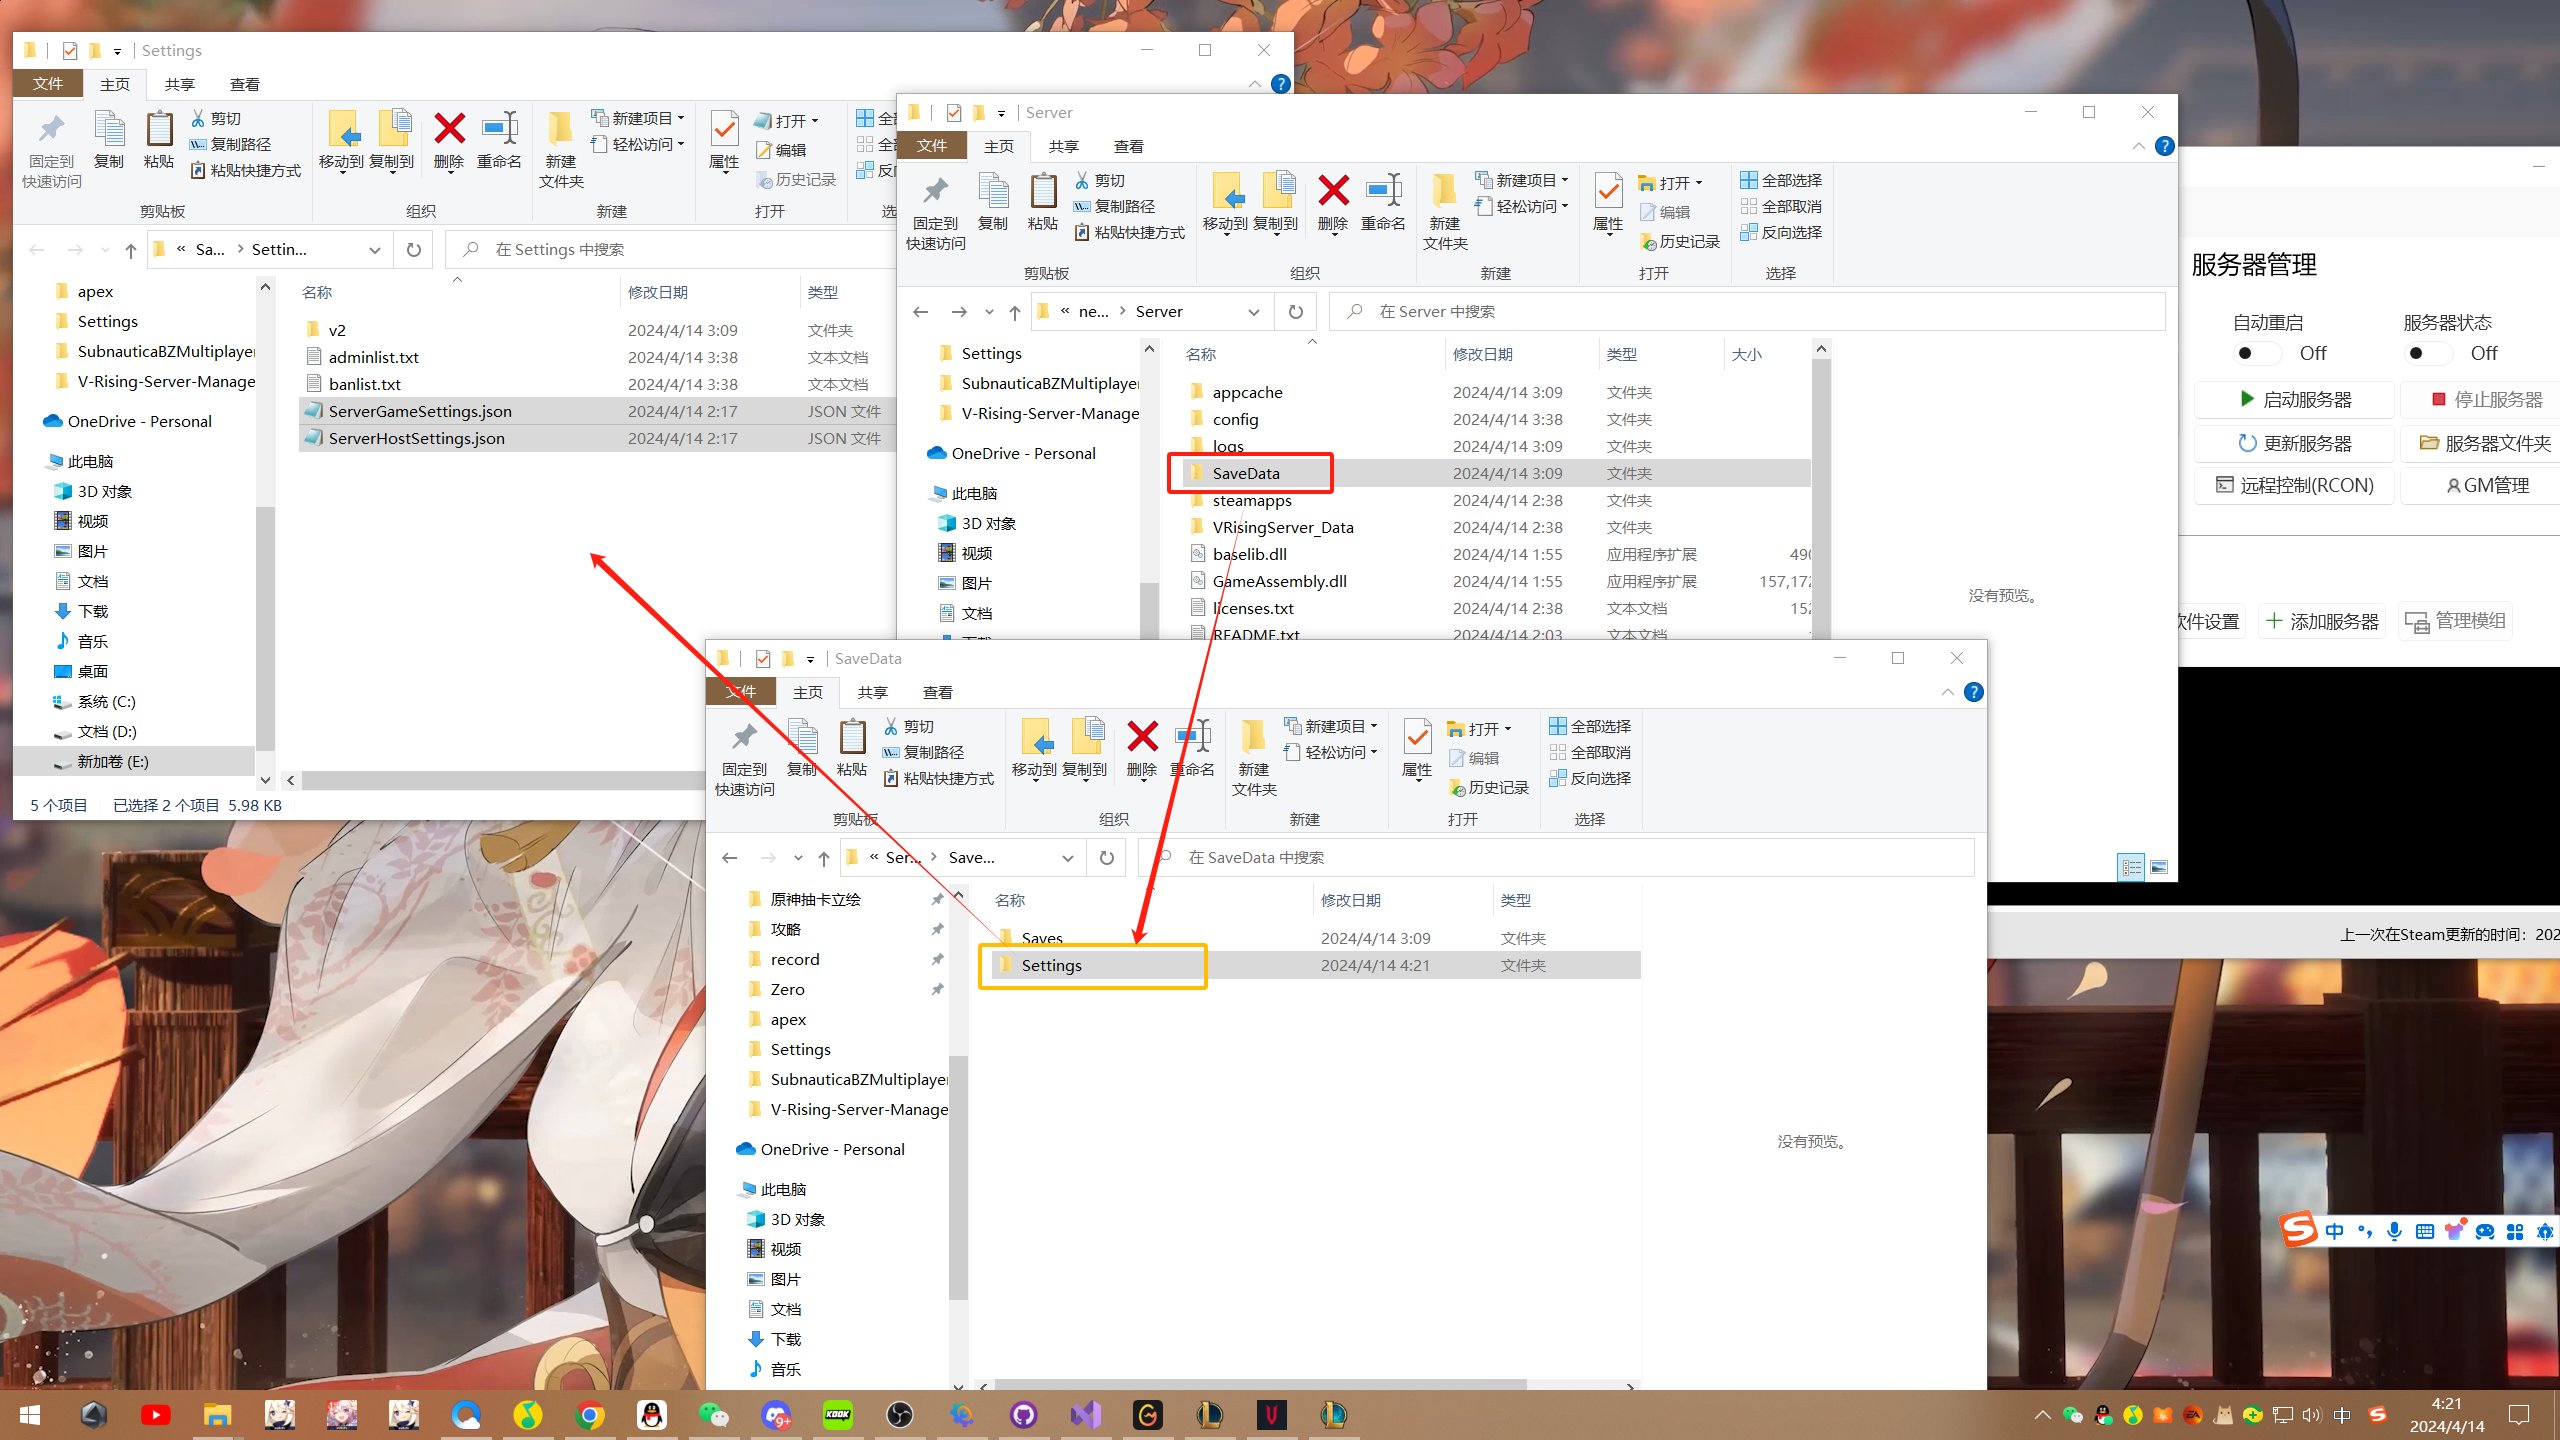 Settings
文件 主页 共享 查看
固定到快速访问 复制 粘贴 剪切 复制路径 粘贴快捷方式 移动到 复制到 删除 重命名 新建文件夹 新建项目 轻松访问 属性 打开 编辑 历史记录
剪贴板 组织 新建 打开
« Sa... › Settin...
在 Settings 中搜索
apex
Settings
SubnauticaBZMultiplayer
V-Rising-Server-Manage
OneDrive - Personal
此电脑
3D 对象
视频
图片
文档
下载
音乐
桌面
系统 (C:)
文档 (D:)
新加卷 (E:)
名称 修改日期 类型
v2 2024/4/14 3:09 文件夹
adminlist.txt 2024/4/14 3:38 文本文档
banlist.txt 2024/4/14 3:38 文本文档
ServerGameSettings.json 2024/4/14 2:17 JSON 文件
ServerHostSettings.json 2024/4/14 2:17 JSON 文件
5 个项目 已选择 2 个项目 5.98 KB
Server
文件 主页 共享 查看
固定到快速访问 复制 粘贴 剪切 复制路径 粘贴快捷方式 移动到 复制到 删除 重命名 新建文件夹 新建项目 轻松访问 属性 打开 编辑 历史记录 全部选择 全部取消 反向选择
剪贴板 组织 新建 打开 选择
« ne... › Server
在 Server 中搜索
Settings
SubnauticaBZMultiplayer
V-Rising-Server-Manage
OneDrive - Personal
此电脑
3D 对象
视频
图片
文档
名称 修改日期 类型 大小
appcache 2024/4/14 3:09 文件夹
config 2024/4/14 3:38 文件夹
logs 2024/4/14 3:09 文件夹
SaveData 2024/4/14 3:09 文件夹
steamapps 2024/4/14 2:38 文件夹
VRisingServer_Data 2024/4/14 2:38 文件夹
baselib.dll 2024/4/14 1:55 应用程序扩展 490
GameAssembly.dll 2024/4/14 1:55 应用程序扩展 157,172
licenses.txt 2024/4/14 2:38 文本文档 152
README.txt 2024/4/14 2:03 文本文档
没有预览。
SaveData
文件 主页 共享 查看
固定到快速访问 复制 粘贴 剪切 复制路径 粘贴快捷方式 移动到 复制到 删除 重命名 新建文件夹 新建项目 轻松访问 属性 打开 编辑 历史记录 全部选择 全部取消 反向选择
剪贴板 组织 新建 打开 选择
« Ser... › Save...
在 SaveData 中搜索
原神抽卡立绘
攻略
record
Zero
apex
Settings
SubnauticaBZMultiplayer
V-Rising-Server-Manage
OneDrive - Personal
此电脑
3D 对象
视频
图片
文档
下载
音乐
名称 修改日期 类型
Saves 2024/4/14 3:09 文件夹
Settings 2024/4/14 4:21 文件夹
没有预览。
服务器管理
自动重启 服务器状态
Off Off
启动服务器 停止服务器
更新服务器 服务器文件夹
远程控制(RCON) GM管理
软件设置 添加服务器 管理模组
上一次在Steam更新的时间：202
中
KOOK
9+
中
4:21
2024/4/14